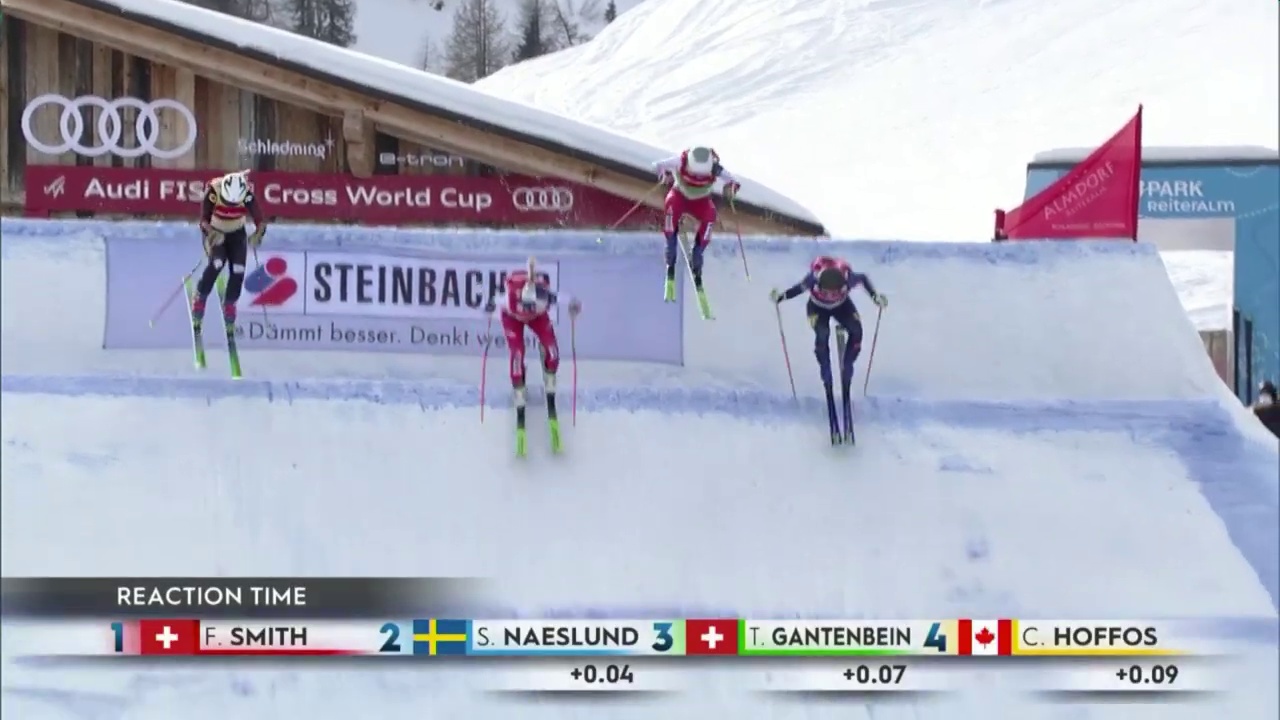 Schladming
e-tron
Audi FIS Cross World Cup
ALMDORF
PARK
ReiterAlm
STEINBACH
Dämmt besser. Denkt weiter
REACTION TIME
1 F. SMITH 2 S. NAESLUND 3 T. GANTENBEIN 4 C. HOFFOS
+0.04 +0.07 +0.09